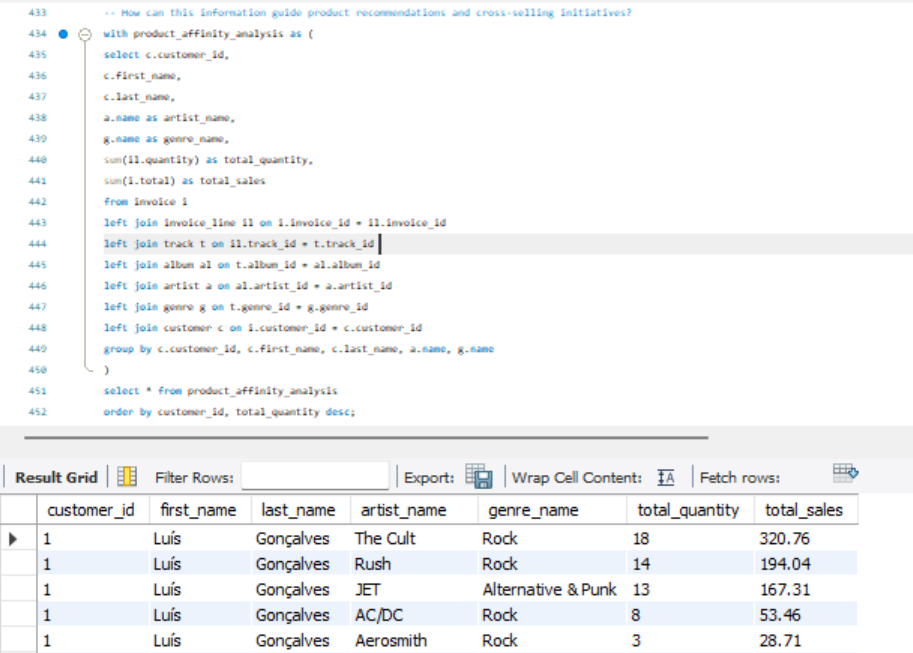 433 -- How can this information guide product recommendations and cross-selling initiatives?
434 with product_affinity_analysis as (
435 select c.customer_id,
436 c.first_name,
437 c.last_name,
438 a.name as artist_name,
439 g.name as genre_name,
440 sum(il.quantity) as total_quantity,
441 sum(i.total) as total_sales
442 from invoice i
443 left join invoice_line il on i.invoice_id = il.invoice_id
444 left join track t on il.track_id = t.track_id
445 left join album al on t.album_id = al.album_id
446 left join artist a on al.artist_id = a.artist_id
447 left join genre g on t.genre_id = g.genre_id
448 left join customer c on i.customer_id = c.customer_id
449 group by c.customer_id, c.first_name, c.last_name, a.name, g.name
450 )
451 select * from product_affinity_analysis
452 order by customer_id, total_quantity desc;
Result Grid Filter Rows: Export: Wrap Cell Content: IA Fetch rows:
customer_id first_name last_name artist_name genre_name total_quantity total_sales
1 Luís Gonçalves The Cult Rock 18 320.76
1 Luís Gonçalves Rush Rock 14 194.04
1 Luís Gonçalves JET Alternative & Punk 13 167.31
1 Luís Gonçalves AC/DC Rock 8 53.46
1 Luís Gonçalves Aerosmith Rock 3 28.71